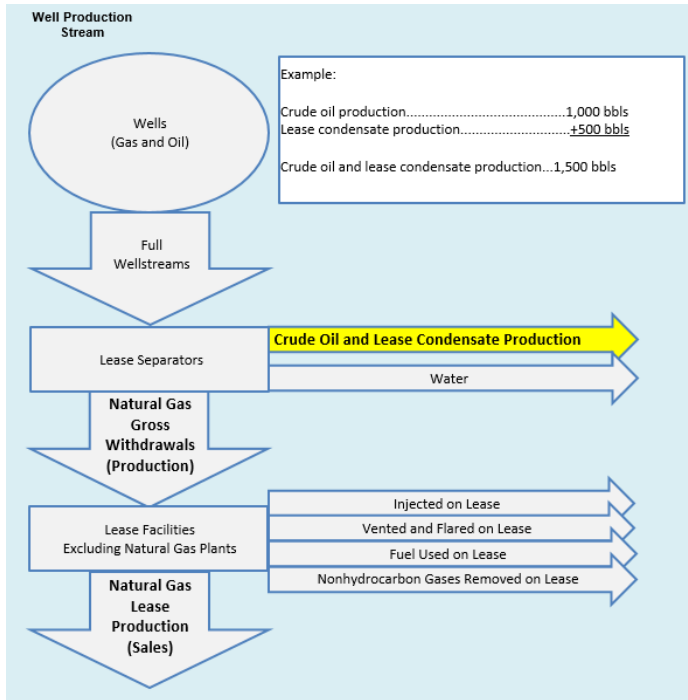 Well Production
Stream
Wells
(Gas and Oil)
Example:
Crude oil production..........................................1,000 bbls
Lease condensate production.............................+500 bbls
Crude oil and lease condensate production...1,500 bbls
Full
Wellstreams
Lease Separators
Crude Oil and Lease Condensate Production
Water
Natural Gas
Gross
Withdrawals
(Production)
Lease Facilities
Excluding Natural Gas Plants
Injected on Lease
Vented and Flared on Lease
Fuel Used on Lease
Nonhydrocarbon Gases Removed on Lease
Natural Gas
Lease
Production
(Sales)